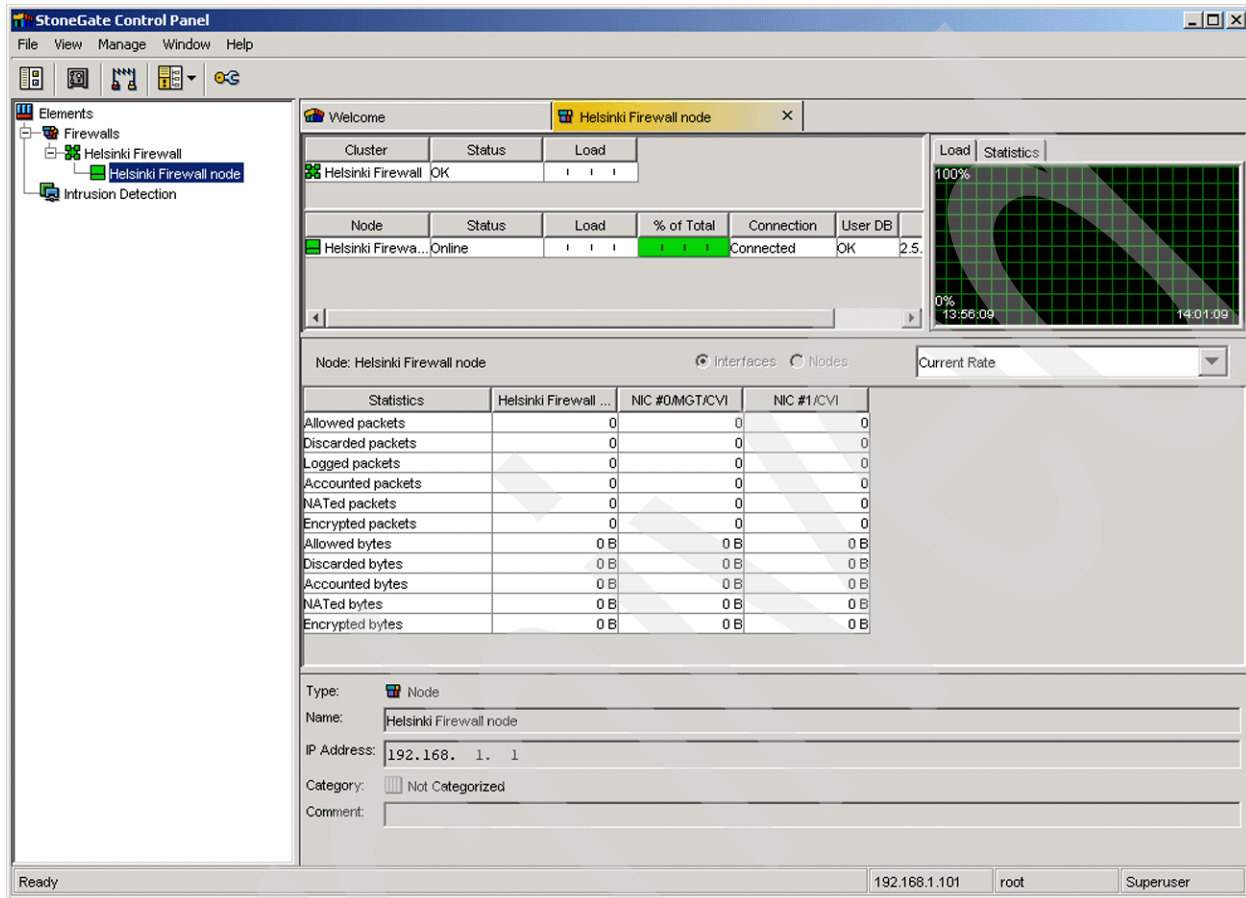 StoneGate Control Panel
File View Manage Window Help
Elements
Firewalls
Helsinki Firewall
Helsinki Firewall node
Intrusion Detection
Welcome
Helsinki Firewall node
Cluster Status Load
Helsinki Firewall OK
Node Status Load % of Total Connection User DB
Helsinki Firewa... Online Connected OK 2.5.
Load Statistics
100%
0%
13:56:09 14:01:09
Node: Helsinki Firewall node Interfaces Nodes Current Rate
Statistics Helsinki Firewall ... NIC #0/MGT/CVI NIC #1/CVI
Allowed packets 0 0 0
Discarded packets 0 0 0
Logged packets 0 0 0
Accounted packets 0 0 0
NATed packets 0 0 0
Encrypted packets 0 0 0
Allowed bytes 0 B 0 B 0 B
Discarded bytes 0 B 0 B 0 B
Accounted bytes 0 B 0 B 0 B
NATed bytes 0 B 0 B 0 B
Encrypted bytes 0 B 0 B 0 B
Type: Node
Name: Helsinki Firewall node
IP Address: 192.168. 1. 1
Category: Not Categorized
Comment:
Ready 192.168.1.101 root Superuser